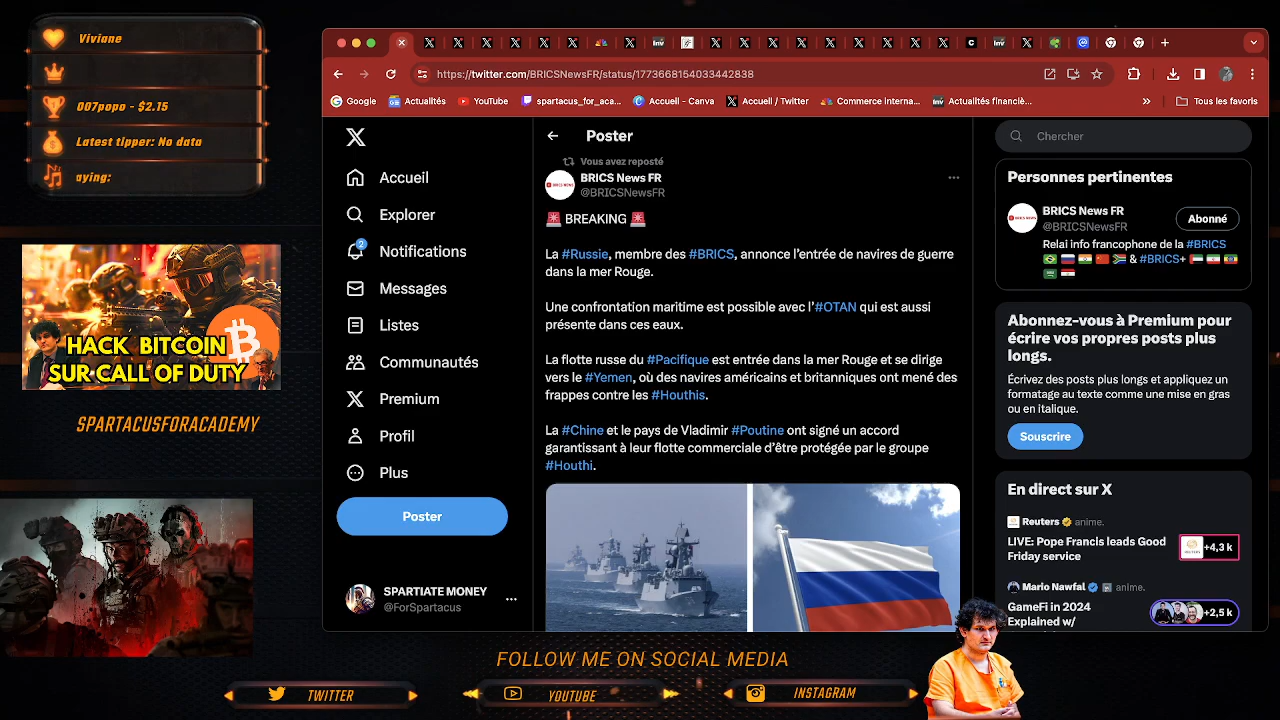 Viviane
007popo - $2.15
Latest tipper: No data
aying:
HACK BITCOIN
SUR CALL OF DUTY
SPARTACUSFORACADEMY
https://twitter.com/BRICSNewsFR/status/1773668154033442838
Google
Actualités
YouTube
spartacus_for_aca...
Accueil - Canva
Accueil / Twitter
Commerce interna...
Actualités financiè...
Tous les favoris
Accueil
Explorer
2
Notifications
Messages
Listes
Communautés
Premium
Profil
Plus
Poster
SPARTIATE MONEY
@ForSpartacus
Poster
Vous avez reposté
BRICS News FR
@BRICSNewsFR
🚨 BREAKING 🚨
La #Russie, membre des #BRICS, annonce l'entrée de navires de guerre
dans la mer Rouge.
Une confrontation maritime est possible avec l'#OTAN qui est aussi
présente dans ces eaux.
La flotte russe du #Pacifique est entrée dans la mer Rouge et se dirige
vers le #Yemen, où des navires américains et britanniques ont mené des
frappes contre les #Houthis.
La #Chine et le pays de Vladimir #Poutine ont signé un accord
garantissant à leur flotte commerciale d'être protégée par le groupe
#Houthi.
Chercher
Personnes pertinentes
BRICS News FR
@BRICSNewsFR
Abonné
Relai info francophone de la #BRICS
& #BRICS+
Abonnez-vous à Premium pour
écrire vos propres posts plus
longs.
Écrivez des posts plus longs et appliquez un
formatage au texte comme une mise en gras
ou en italique.
Souscrire
En direct sur X
Reuters anime.
LIVE: Pope Francis leads Good
Friday service
+4,3 k
Mario Nawfal anime.
GameFi in 2024
Explained w/
+2,5 k
FOLLOW ME ON SOCIAL MEDIA
TWITTER
YOUTUBE
INSTAGRAM